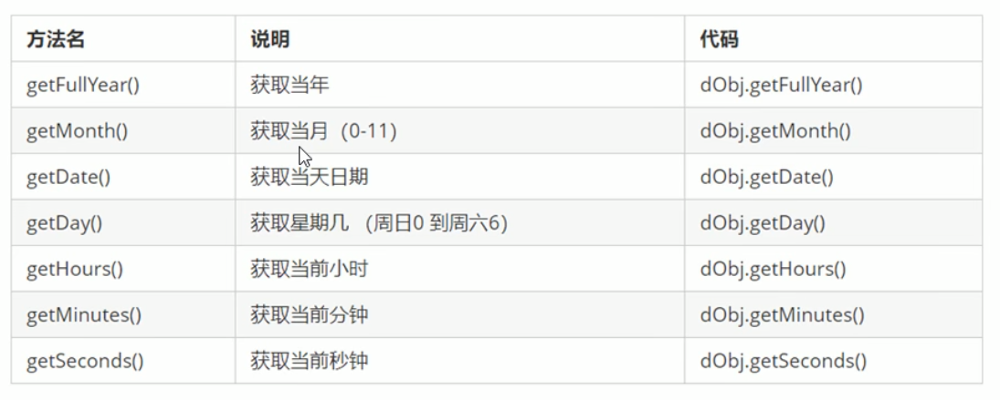 方法名 说明 代码
getFullYear() 获取当年 dObj.getFullYear()
getMonth() 获取当月（0-11） dObj.getMonth()
getDate() 获取当天日期 dObj.getDate()
getDay() 获取星期几 （周日0 到周六6） dObj.getDay()
getHours() 获取当前小时 dObj.getHours()
getMinutes() 获取当前分钟 dObj.getMinutes()
getSeconds() 获取当前秒钟 dObj.getSeconds()